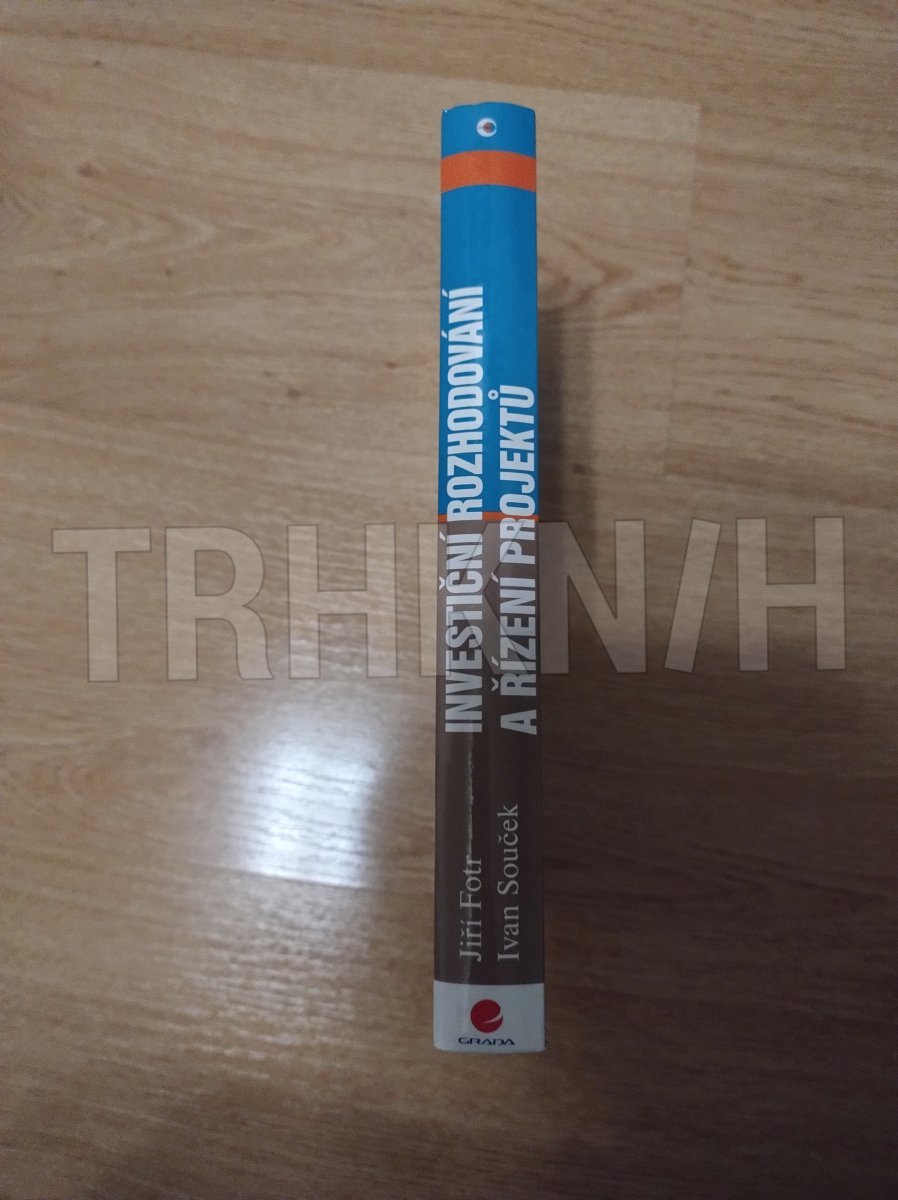 INVESTIČNÍ ROZHODOVÁNÍ
A ŘÍZENÍ PROJEKTŮ
Jiří Fotr
Ivan Souček
GRADA
TRHKNIH